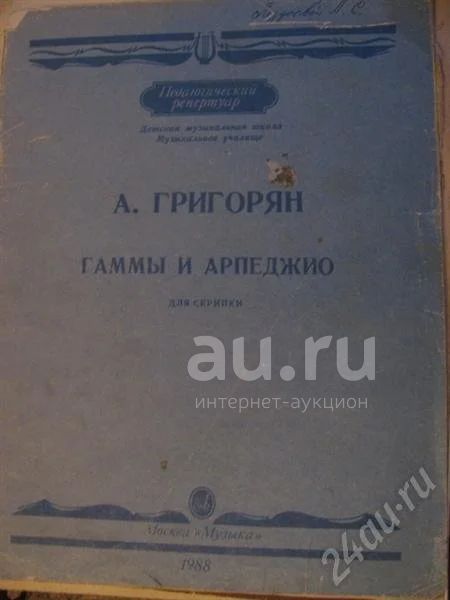 Педагогический
репертуар
Детская музыкальная школа
Музыкальное училище
А. ГРИГОРЯН
ГАММЫ И АРПЕДЖИО
ДЛЯ СКРИПКИ
au.ru
интернет-аукцион
Москва «Музыка»
1988
24au.ru